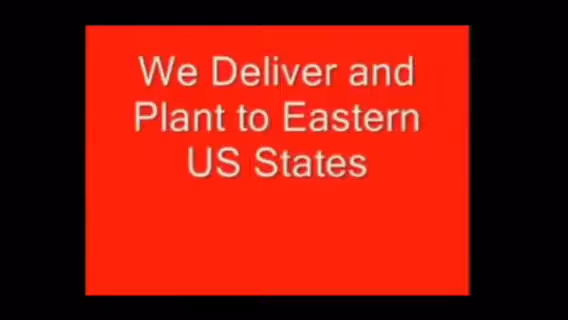 We Deliver and
Plant to Eastern
US States